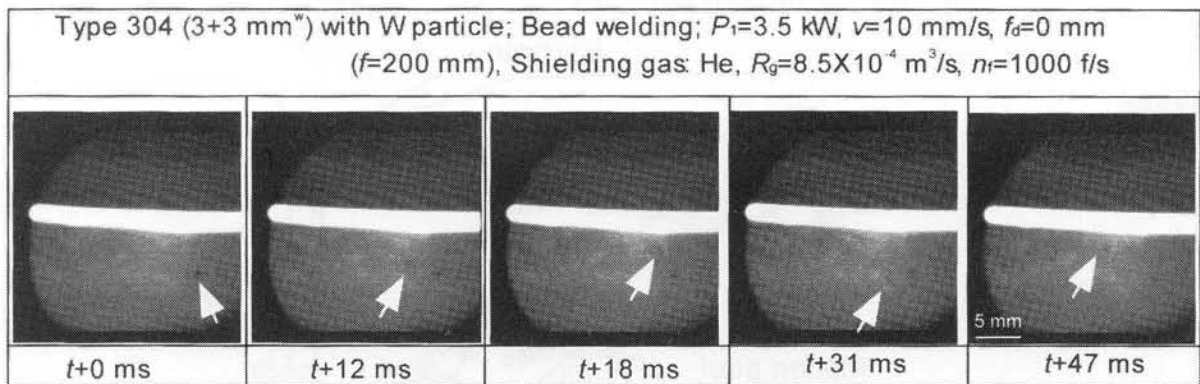 Type 304 (3+3 mmʷ) with W particle; Bead welding; P₁=3.5 kW, v=10 mm/s, f_d=0 mm
(f=200 mm), Shielding gas: He, R_g=8.5X10⁻⁴ m³/s, n_f=1000 f/s
5 mm
t+0 ms t+12 ms t+18 ms t+31 ms t+47 ms